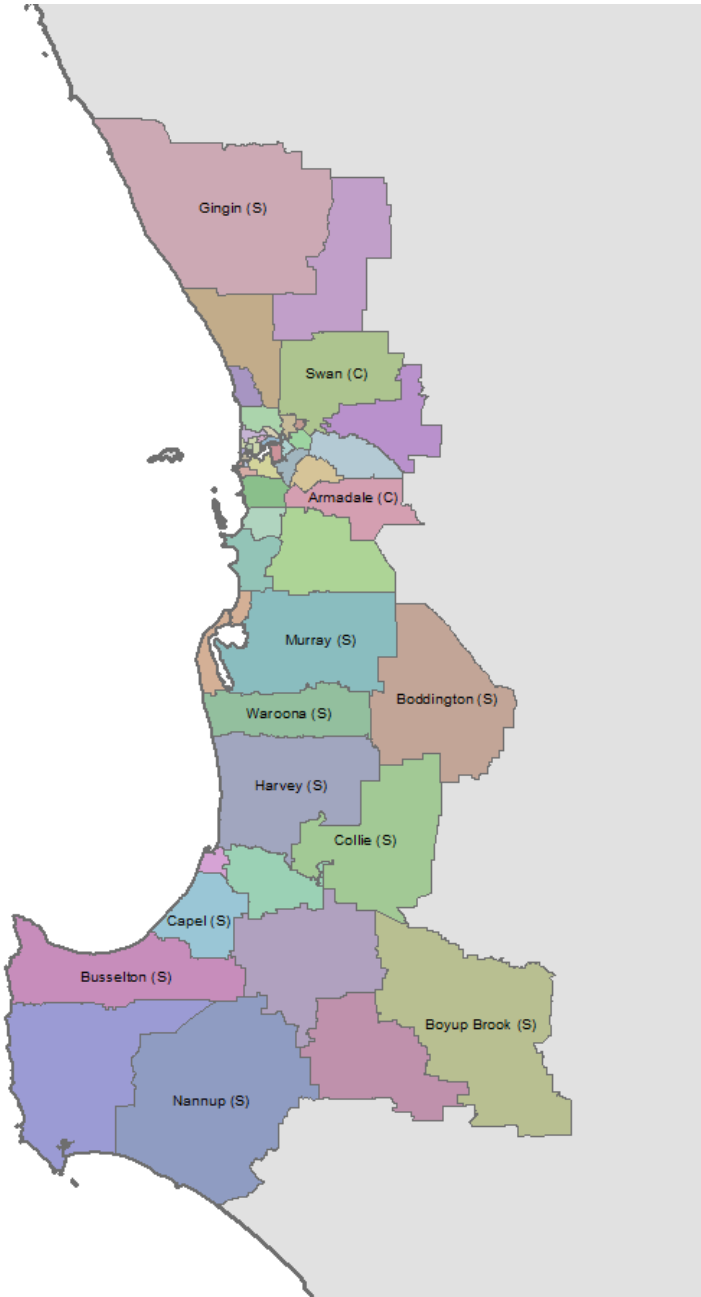 Gingin (S)
Swan (C)
Armadale (C)
Murray (S)
Boddington (S)
Waroona (S)
Harvey (S)
Collie (S)
Capel (S)
Busselton (S)
Boyup Brook (S)
Nannup (S)